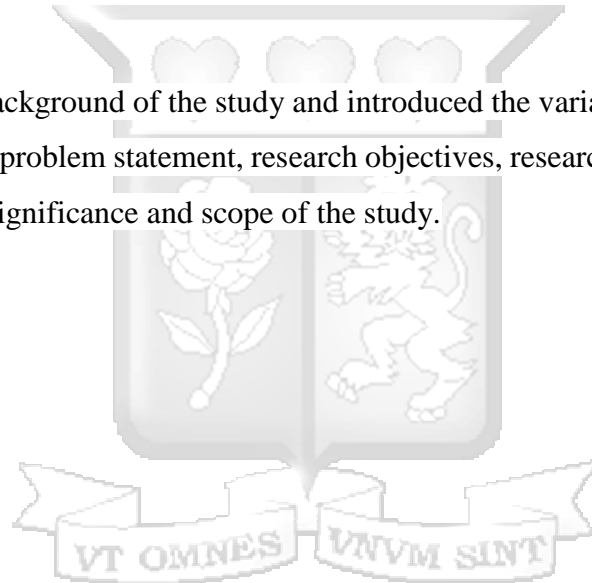 ackground of the study and introduced the varia
problem statement, research objectives, researc
ignificance and scope of the study.
VT OMNES VNVM SINT